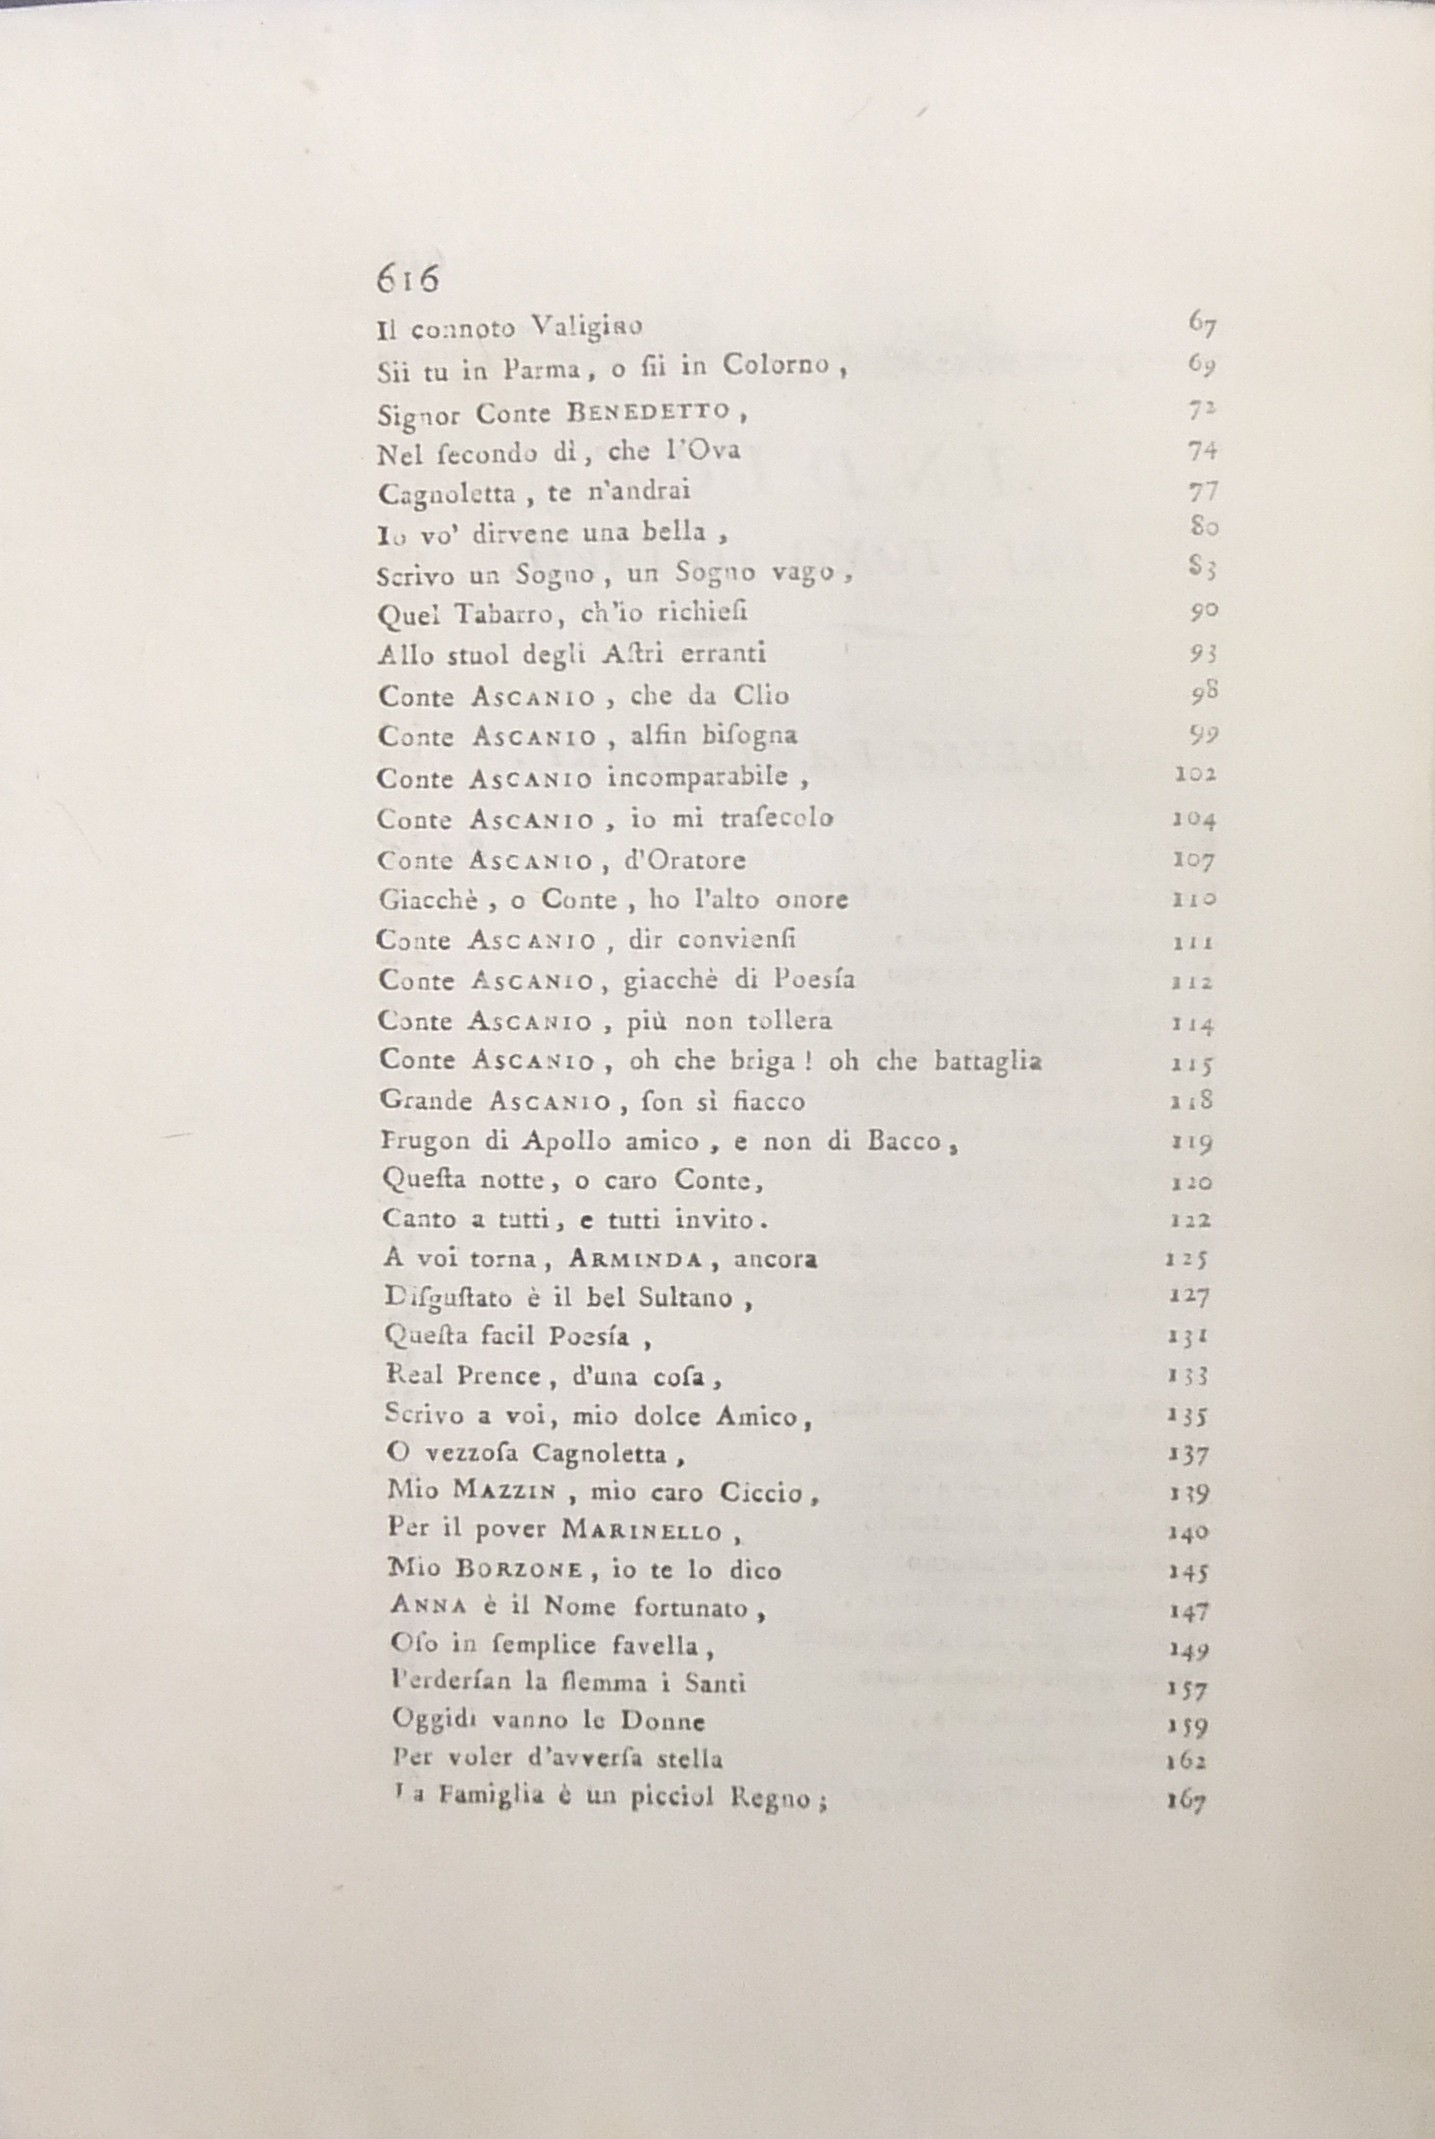 616
Il connoto Valigino 67
Sii tu in Parma, o ſii in Colorno, 69
Signor Conte BENEDETTO, 72
Nel ſecondo dì, che l'Ova 74
Cagnoletta, te n'andrai 77
Io vo' dirvene una bella, 80
Scrivo un Sogno, un Sogno vago, 83
Quel Tabarro, ch'io richieſi 90
Allo stuol degli Aſtri erranti 93
Conte ASCANIO, che da Clio 98
Conte ASCANIO, alfin biſogna 99
Conte ASCANIO incomparabile, 102
Conte ASCANIO, io mi traſecolo 104
Conte ASCANIO, d'Oratore 107
Giacchè, o Conte, ho l'alto onore 110
Conte ASCANIO, dir convienſi 111
Conte ASCANIO, giacchè di Poesía 112
Conte ASCANIO, più non tollera 114
Conte ASCANIO, oh che briga! oh che battaglia 115
Grande ASCANIO, ſon sì fiacco 118
Frugon di Apollo amico, e non di Bacco, 119
Queſta notte, o caro Conte, 120
Canto a tutti, e tutti invito. 122
A voi torna, ARMINDA, ancora 125
Diſguſtato è il bel Sultano, 127
Queſta facil Poesía, 131
Real Prence, d'una coſa, 133
Scrivo a voi, mio dolce Amico, 135
O vezzoſa Cagnoletta, 137
Mio MAZZIN, mio caro Ciccio, 139
Per il pover MARINELLO, 140
Mio BORZONE, io te lo dico 145
ANNA è il Nome fortunato, 147
Oſo in ſemplice favella, 149
Perderían la flemma i Santi 157
Oggidì vanno le Donne 159
Per voler d'avverſa stella 162
La Famiglia è un picciol Regno; 167